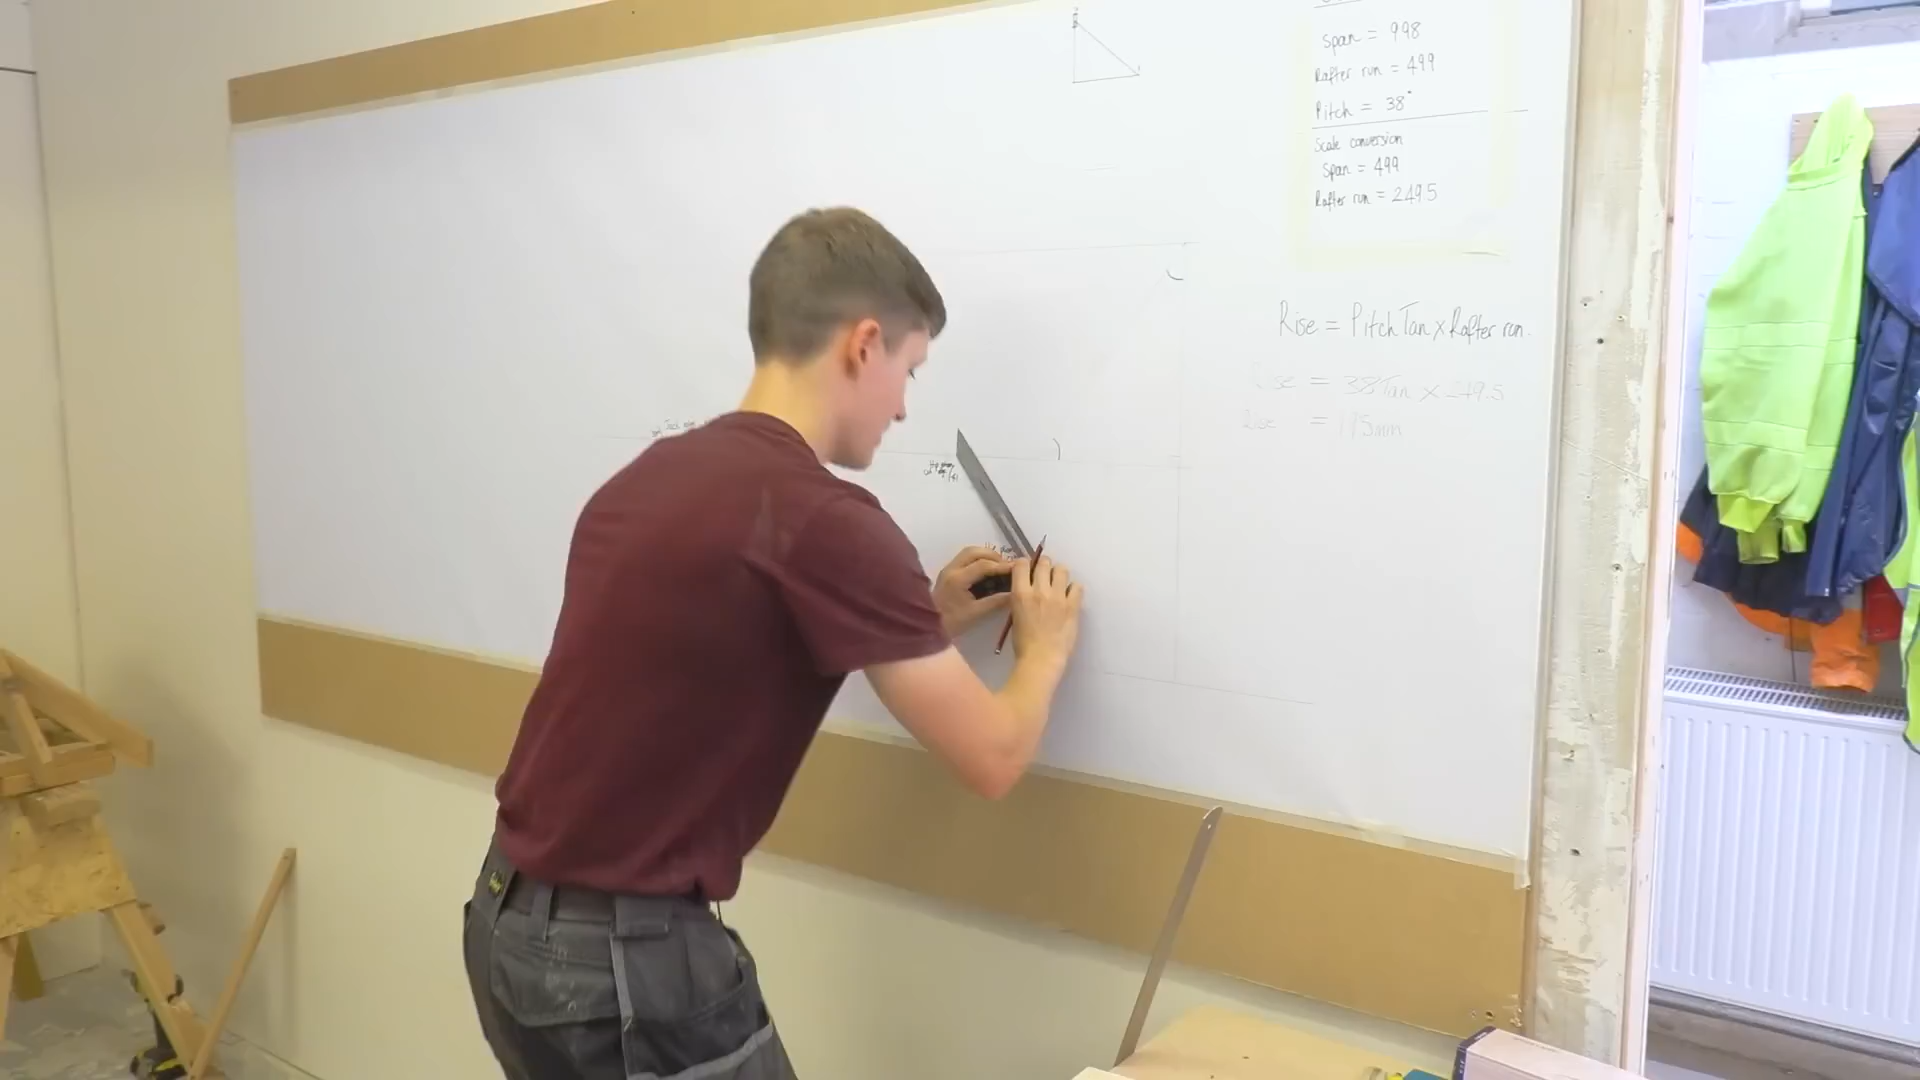 Span = 998
Rafter run = 499
Pitch = 38°
Scale conversion
Span = 499
Rafter run = 249.5
Rise = Pitch Tan x Rafter run.
Rise = 38 Tan x 249.5
Rise = 195mm